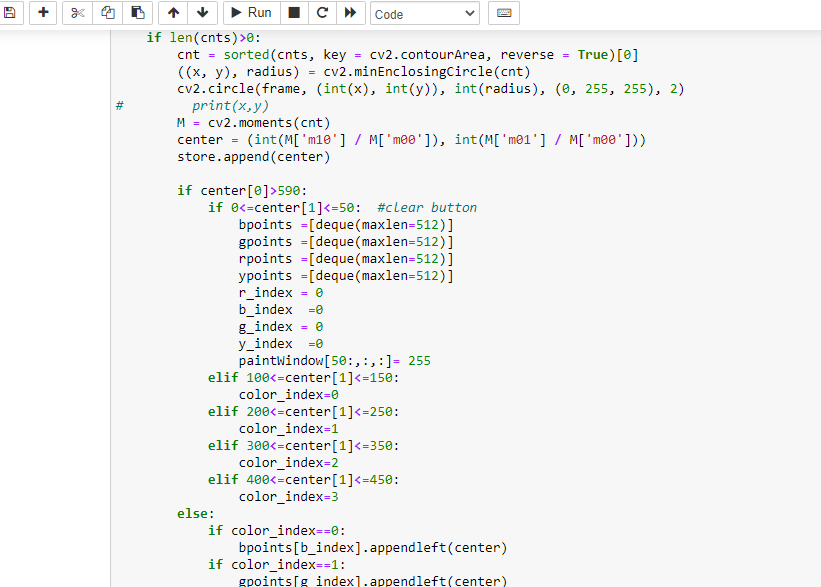 Run
Code
if len(cnts)>0:
cnt = sorted(cnts, key = cv2.contourArea, reverse = True)[0]
((x, y), radius) = cv2.minEnclosingCircle(cnt)
cv2.circle(frame, (int(x), int(y)), int(radius), (0, 255, 255), 2)
# print(x,y)
M = cv2.moments(cnt)
center = (int(M['m10'] / M['m00']), int(M['m01'] / M['m00']))
store.append(center)
if center[0]>590:
if 0<=center[1]<=50: #clear button
bpoints =[deque(maxlen=512)]
gpoints =[deque(maxlen=512)]
rpoints =[deque(maxlen=512)]
ypoints =[deque(maxlen=512)]
r_index = 0
b_index =0
g_index = 0
y_index =0
paintWindow[50:,:,:]= 255
elif 100<=center[1]<=150:
color_index=0
elif 200<=center[1]<=250:
color_index=1
elif 300<=center[1]<=350:
color_index=2
elif 400<=center[1]<=450:
color_index=3
else:
if color_index==0:
bpoints[b_index].appendleft(center)
if color_index==1:
gpoints[g_index].appendleft(center)